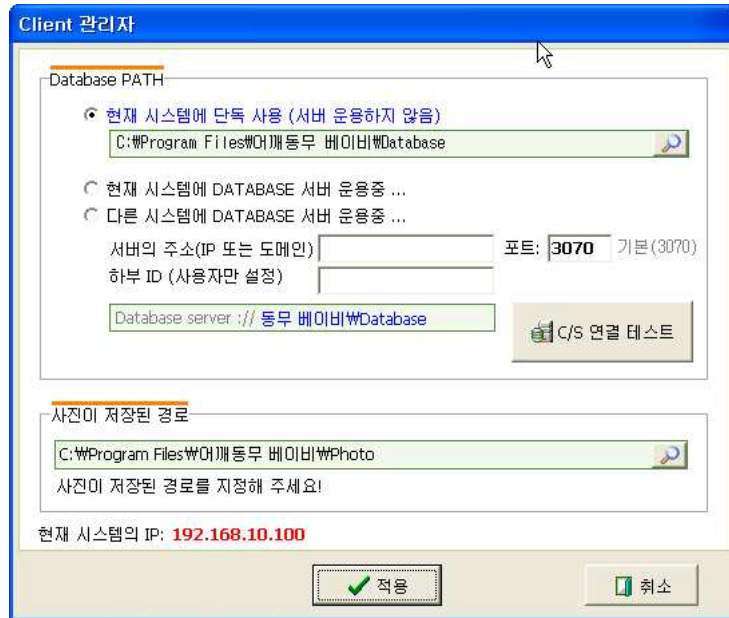 Client 관리자
Database PATH
현재 시스템에 단독 사용 (서버 운용하지 않음)
C:₩Program Files₩어깨동무 베이비₩Database
현재 시스템에 DATABASE 서버 운용중 ...
다른 시스템에 DATABASE 서버 운용중 ...
서버의 주소(IP 또는 도메인) 포트: 3070 기본(3070)
하부 ID (사용자만 설정)
Database server :// 동무 베이비₩Database
C/S 연결 테스트
사진이 저장된 경로
C:₩Program Files₩어깨동무 베이비₩Photo
사진이 저장된 경로를 지정해 주세요!
현재 시스템의 IP: 192.168.10.100
적용 취소